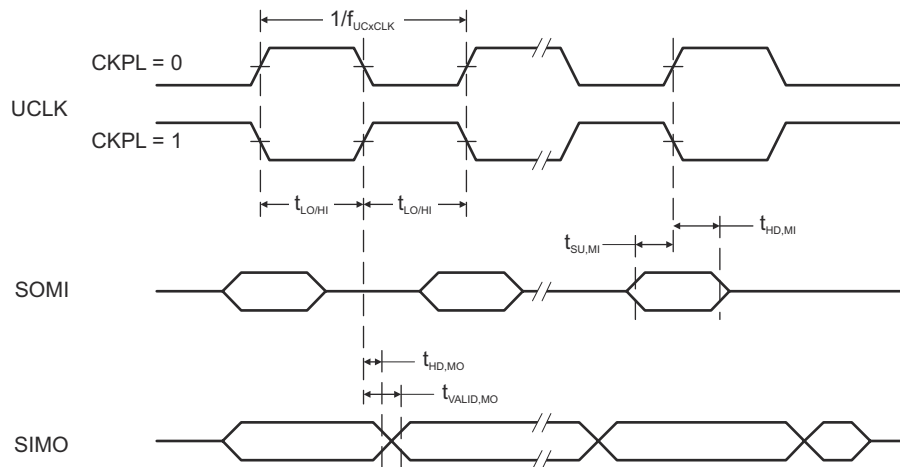 1/fUCxCLK
CKPL = 0
UCLK
CKPL = 1
tLO/HI tLO/HI
tHD,MI
tSU,MI
SOMI
tHD,MO
tVALID,MO
SIMO